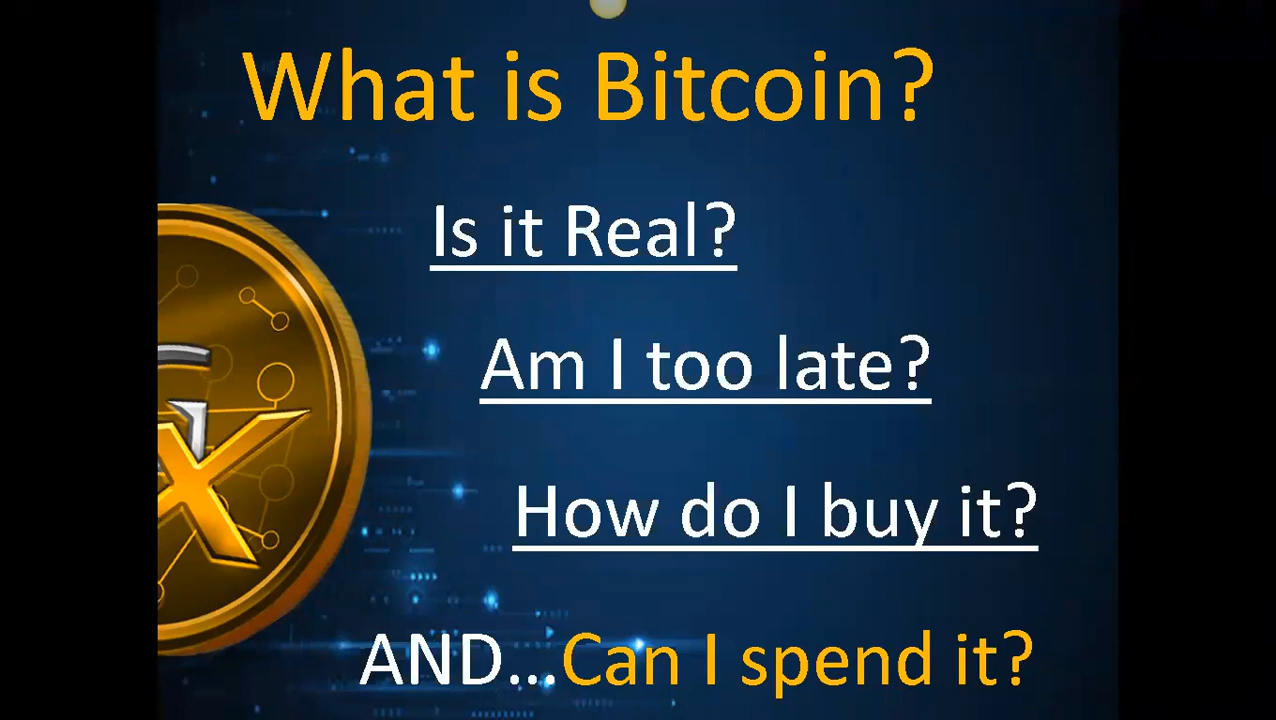 What is Bitcoin?
Is it Real?
Am I too late?
How do I buy it?
AND...Can I spend it?